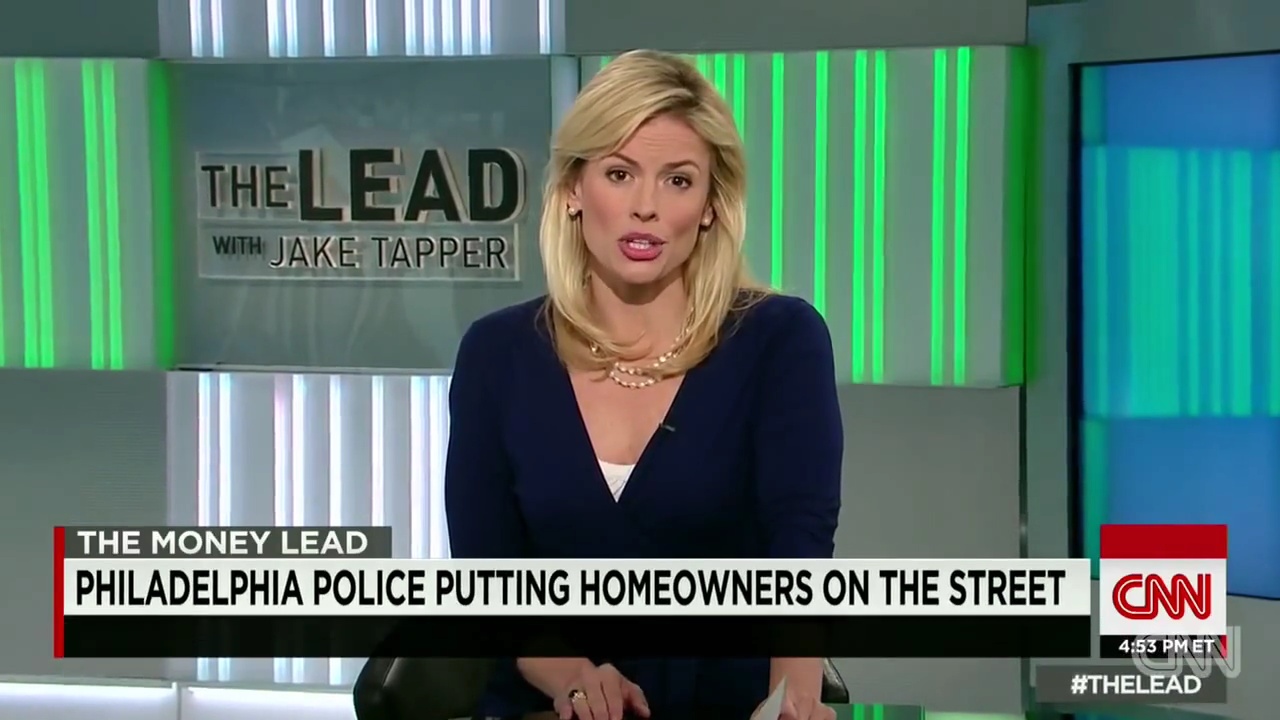 THE LEAD
WITH JAKE TAPPER
THE MONEY LEAD
PHILADELPHIA POLICE PUTTING HOMEOWNERS ON THE STREET
CNN
4:53 PM ET
CNN
#THELEAD